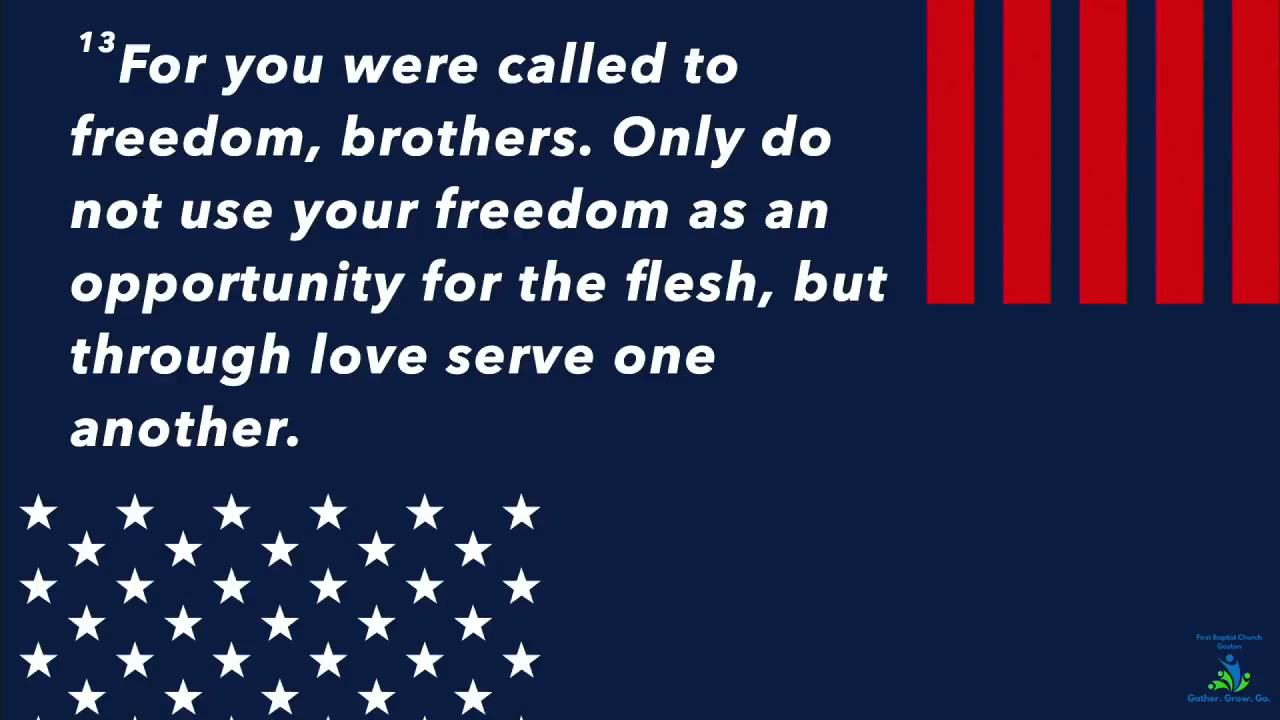 13For you were called to
freedom, brothers. Only do
not use your freedom as an
opportunity for the flesh, but
through love serve one
another.
First Baptist Church
Gaston
Gather. Grow. Go.